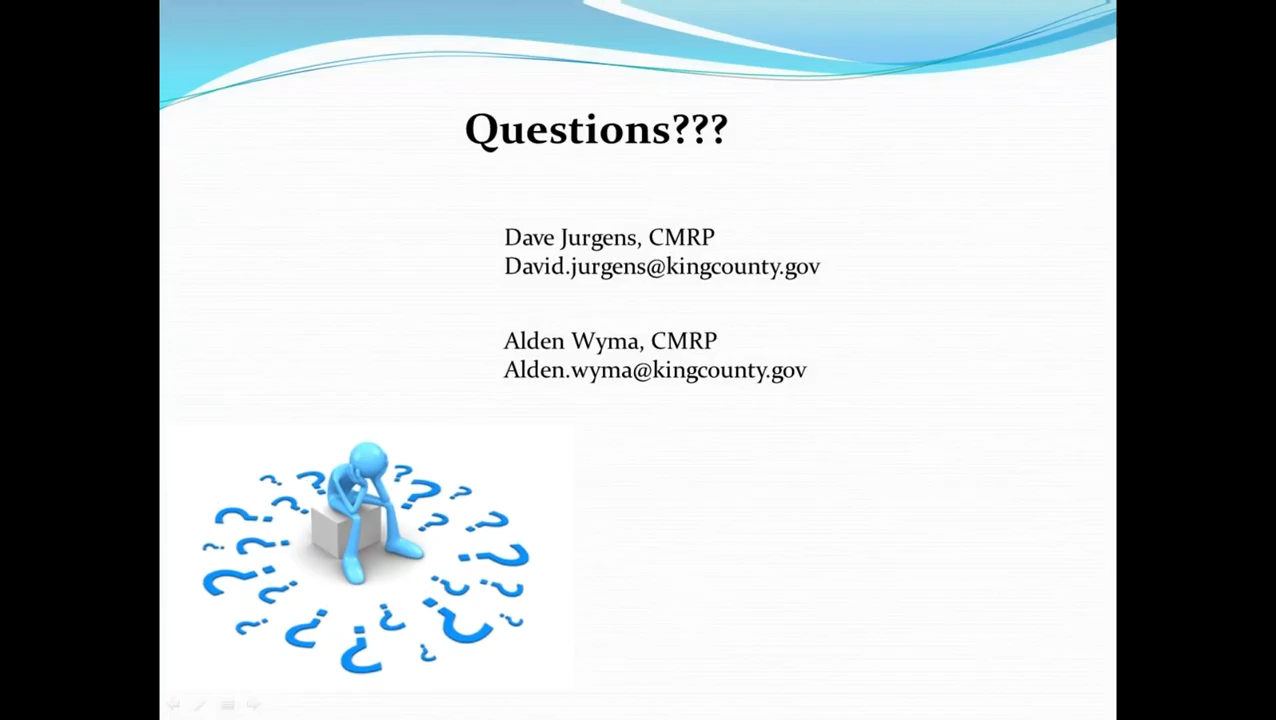 Questions???
Dave Jurgens, CMRP
David.jurgens@kingcounty.gov
Alden Wyma, CMRP
Alden.wyma@kingcounty.gov